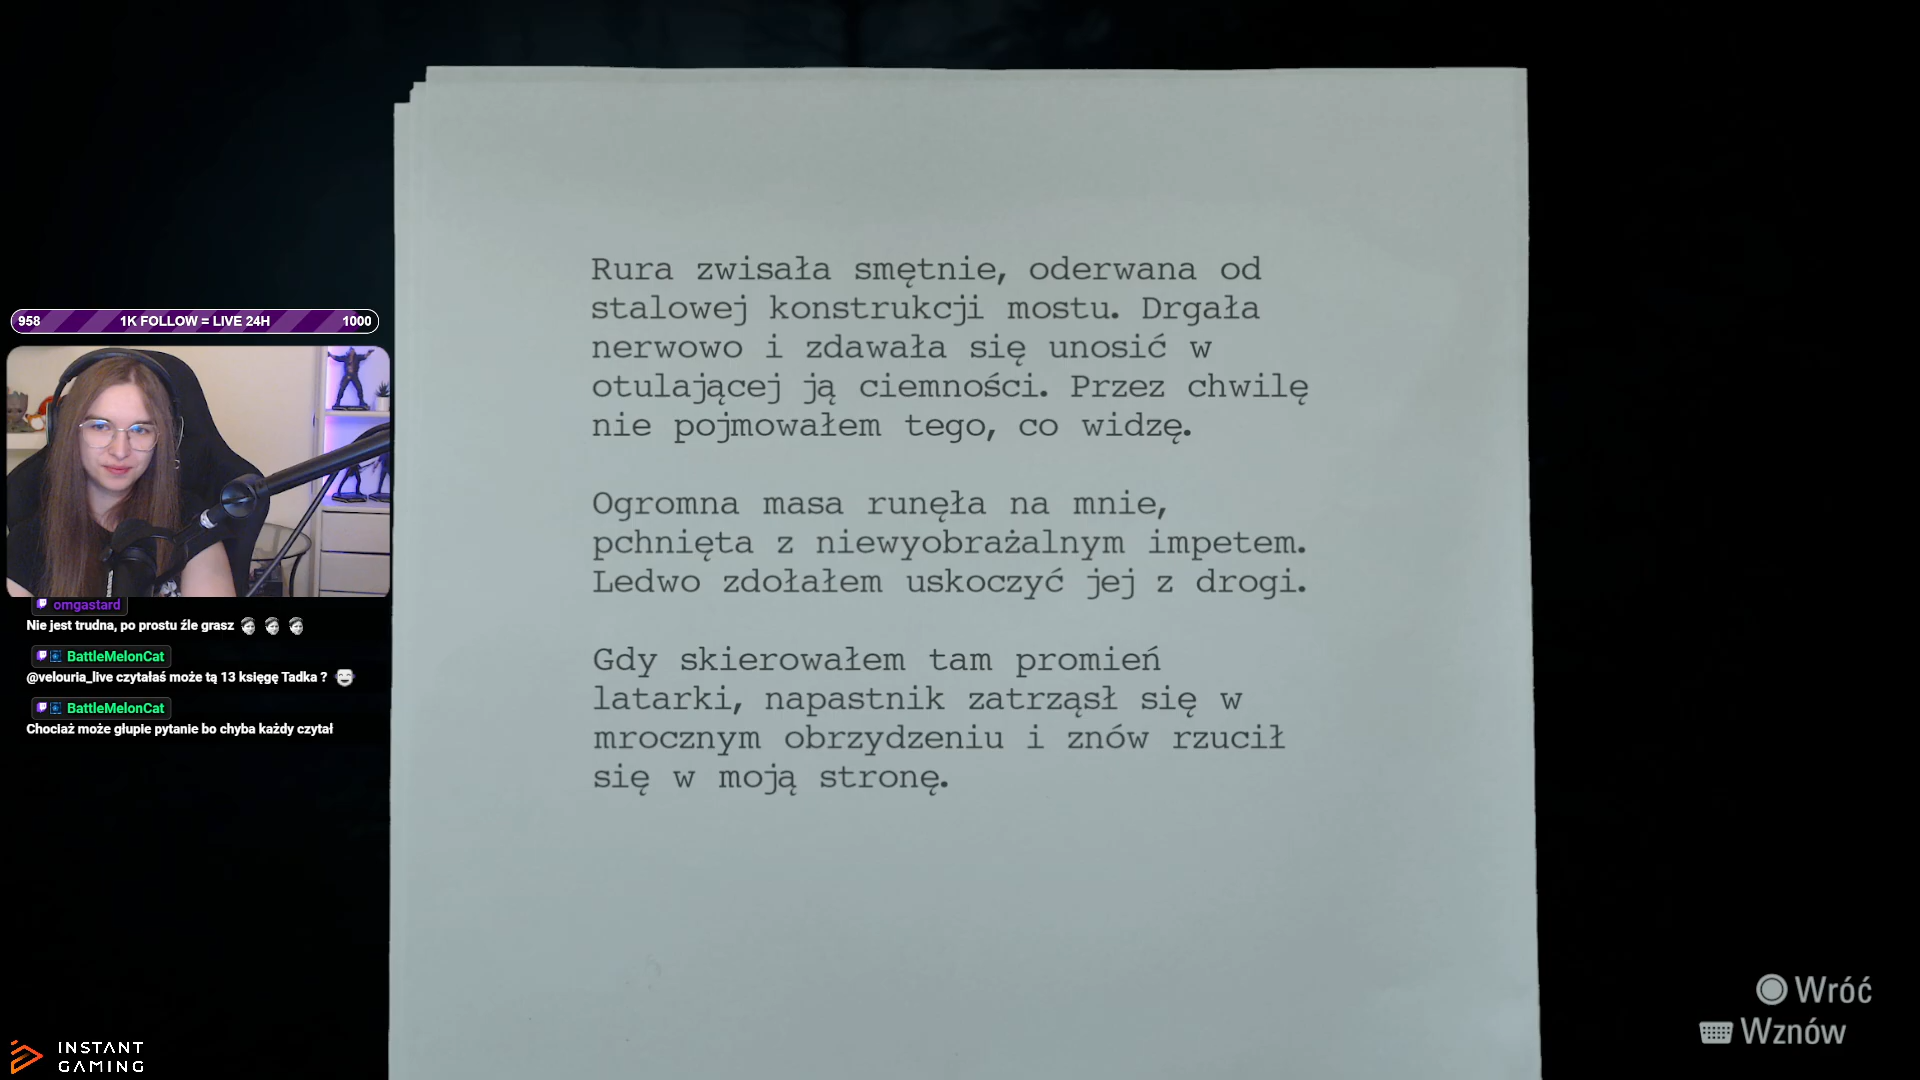 958 1K FOLLOW = LIVE 24H 1000
omgastard
Nie jest trudna, po prostu źle grasz
BattleMelonCat
@velouria_live czytałaś może tą 13 księgę Tadka ?
BattleMelonCat
Chociaż może głupie pytanie bo chyba każdy czytał
INSTANT
GAMING
Rura zwisała smętnie, oderwana od
stalowej konstrukcji mostu. Drgała
nerwowo i zdawała się unosić w
otulającej ją ciemności. Przez chwilę
nie pojmowałem tego, co widzę.
Ogromna masa runęła na mnie,
pchnięta z niewyobrażalnym impetem.
Ledwo zdołałem uskoczyć jej z drogi.
Gdy skierowałem tam promień
latarki, napastnik zatrząsł się w
mrocznym obrzydzeniu i znów rzucił
się w moją stronę.
Wróć
Wznów